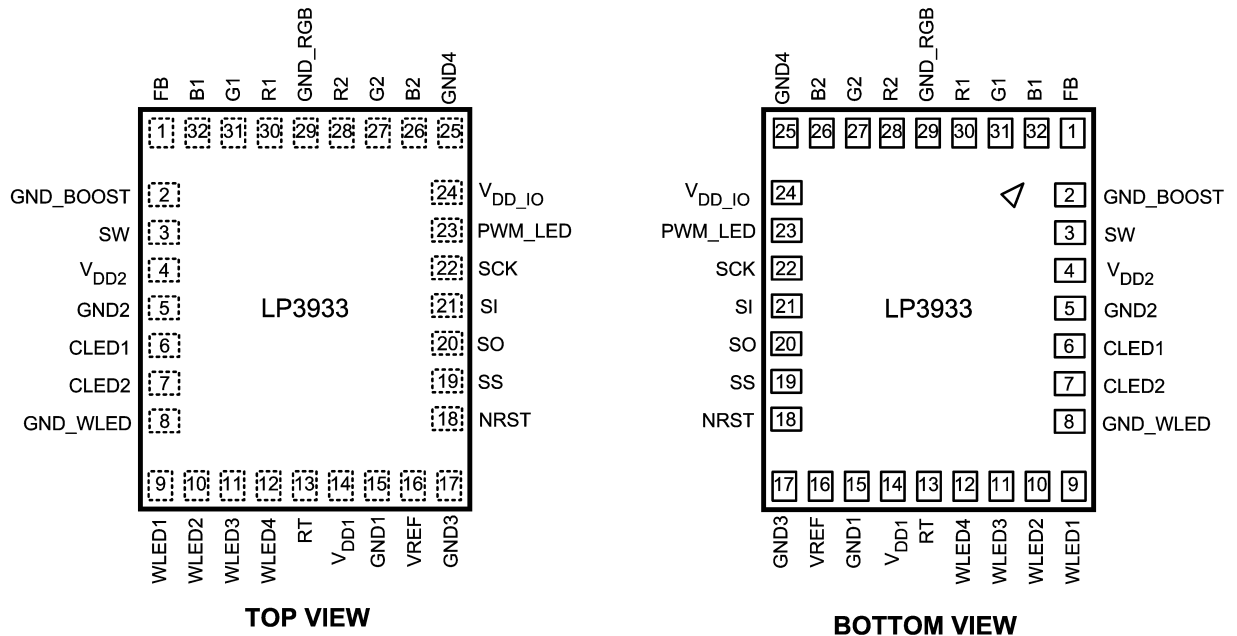 FB B1 G1 R1 GND_RGB R2 G2 B2 GND4
1 32 31 30 29 28 27 26 25
GND_BOOST 2 24 VDD_IO
SW 3 23 PWM_LED
VDD2 4 22 SCK
GND2 5 LP3933 21 SI
CLED1 6 20 SO
CLED2 7 19 SS
GND_WLED 8 18 NRST
9 10 11 12 13 14 15 16 17
WLED1 WLED2 WLED3 WLED4 RT VDD1 GND1 VREF GND3
TOP VIEW
GND4 B2 G2 R2 GND_RGB R1 G1 B1 FB
25 26 27 28 29 30 31 32 1
VDD_IO 24 2 GND_BOOST
PWM_LED 23 3 SW
SCK 22 4 VDD2
SI 21 LP3933 5 GND2
SO 20 6 CLED1
SS 19 7 CLED2
NRST 18 8 GND_WLED
17 16 15 14 13 12 11 10 9
GND3 VREF GND1 VDD1 RT WLED4 WLED3 WLED2 WLED1
BOTTOM VIEW